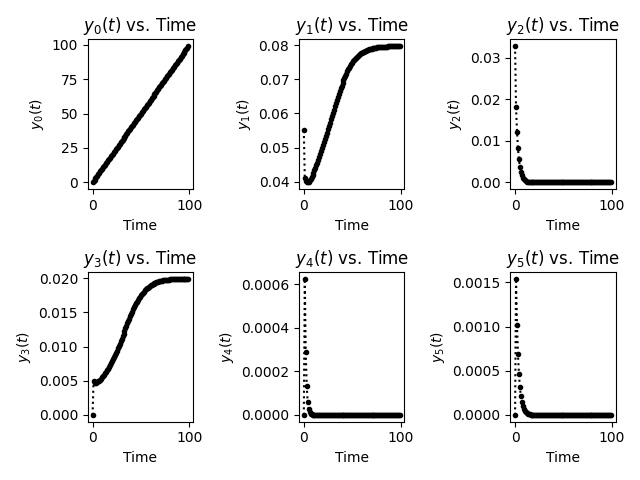 y₀(t) vs. Time
y₁(t) vs. Time
y₂(t) vs. Time
y₀(t)
100
75
50
25
0
0
100
Time
y₁(t)
0.08
0.07
0.06
0.05
0.04
0
100
Time
y₂(t)
0.03
0.02
0.01
0.00
0
100
Time
y₃(t) vs. Time
y₄(t) vs. Time
y₅(t) vs. Time
y₃(t)
0.020
0.015
0.010
0.005
0.000
0
100
Time
y₄(t)
0.0006
0.0004
0.0002
0.0000
0
100
Time
y₅(t)
0.0015
0.0010
0.0005
0.0000
0
100
Time